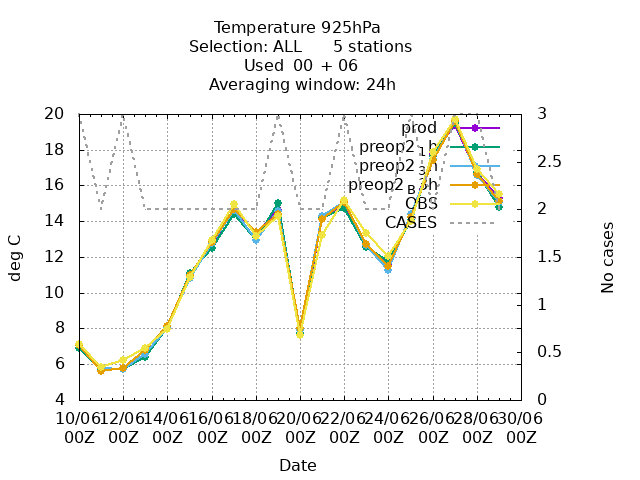 Temperature 925hPa
Selection: ALL 5 stations
Used 00 + 06
Averaging window: 24h
20 3
prod
preop2_1h
18 2.5
preop2_3h
16 preop2_B3h
OBS 2
14 CASES
12 1.5
10 1
8
6 0.5
4 0
deg C
No cases
10/06 12/06 14/06 16/06 18/06 20/06 22/06 24/06 26/06 28/06 30/06
00Z 00Z 00Z 00Z 00Z 00Z 00Z 00Z 00Z 00Z 00Z
Date